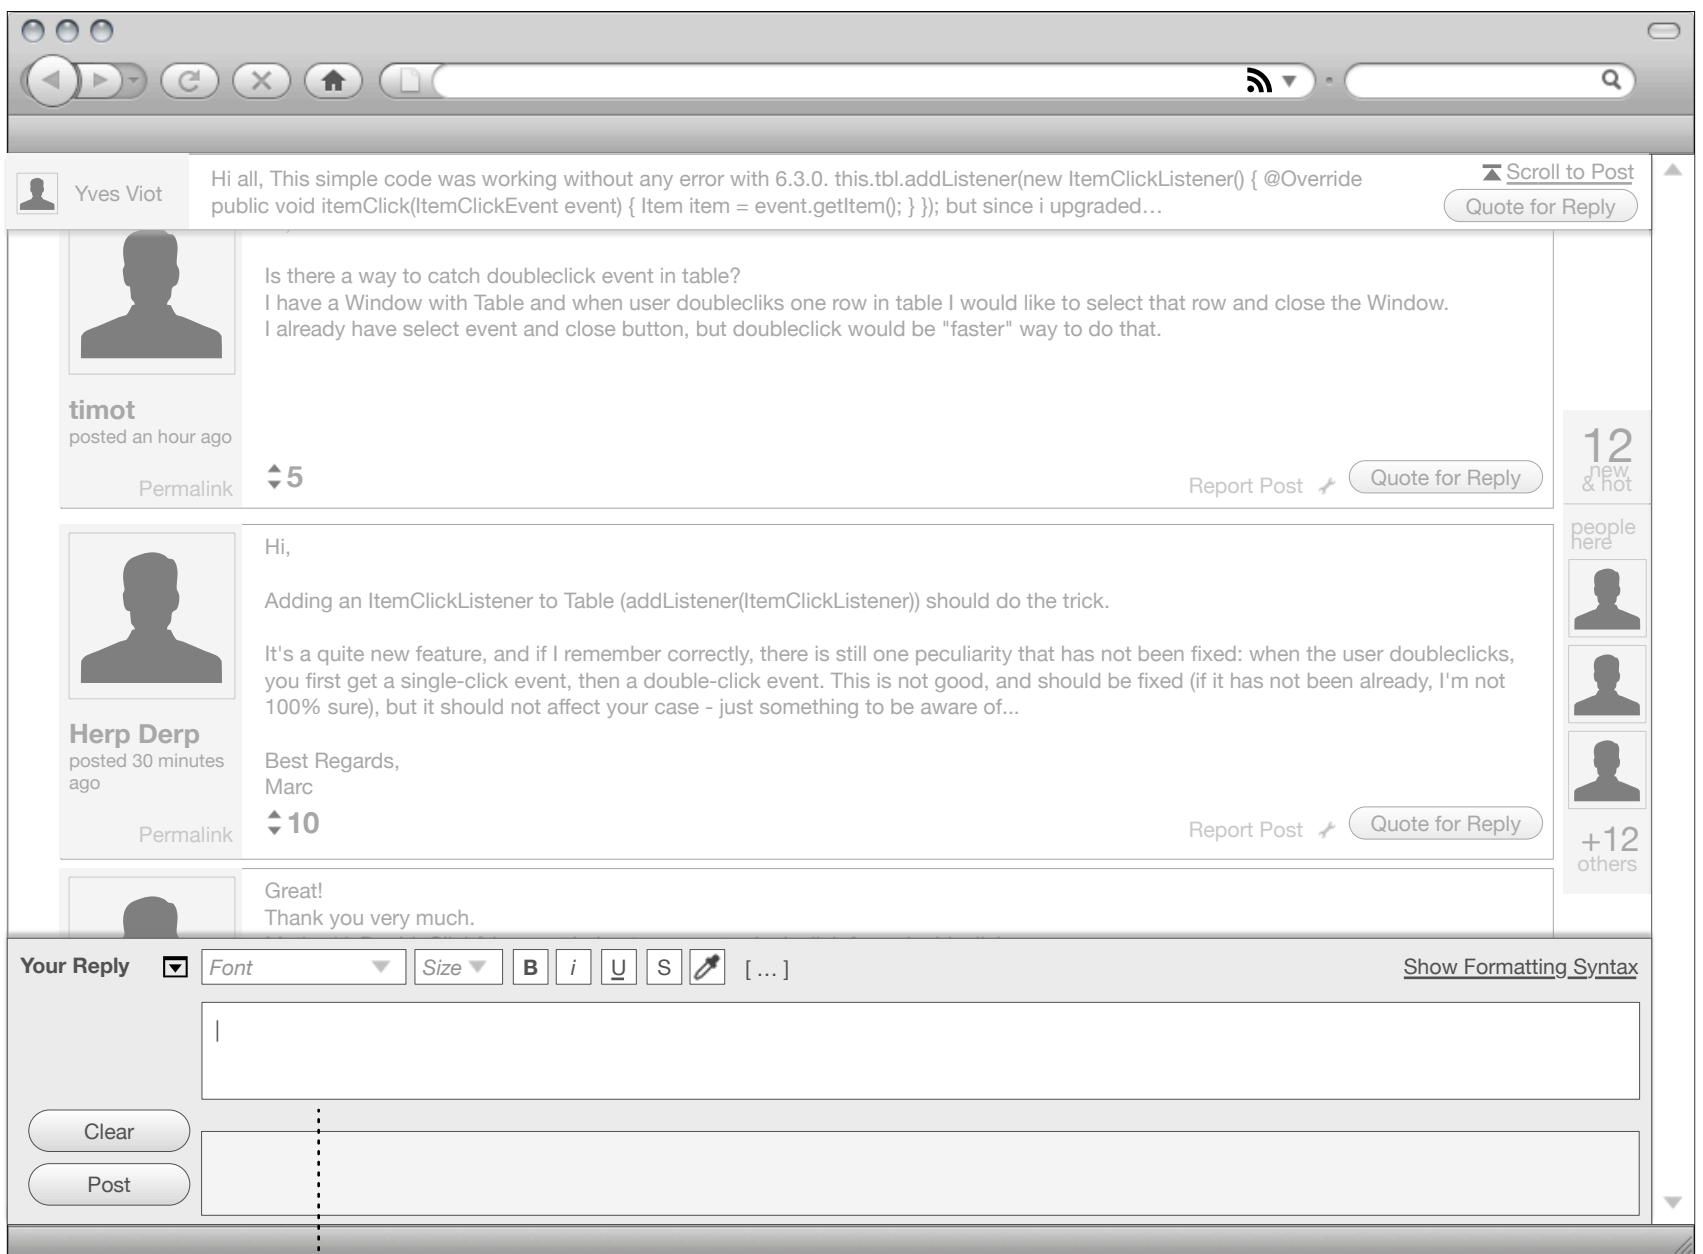 Yves Viot
Hi all, This simple code was working without any error with 6.3.0. this.tbl.addListener(new ItemClickListener() { @Override
public void itemClick(ItemClickEvent event) { Item item = event.getItem(); } }); but since i upgraded…
Scroll to Post
Quote for Reply
Is there a way to catch doubleclick event in table?
I have a Window with Table and when user doublecliks one row in table I would like to select that row and close the Window.
I already have select event and close button, but doubleclick would be "faster" way to do that.
timot
posted an hour ago
Permalink
5
Report Post
Quote for Reply
12
new
& hot
people
here
+12
others
Hi,
Adding an ItemClickListener to Table (addListener(ItemClickListener)) should do the trick.
It's a quite new feature, and if I remember correctly, there is still one peculiarity that has not been fixed: when the user doubleclicks,
you first get a single-click event, then a double-click event. This is not good, and should be fixed (if it has not been already, I'm not
100% sure), but it should not affect your case - just something to be aware of...
Best Regards,
Marc
Herp Derp
posted 30 minutes
ago
Permalink
10
Report Post
Quote for Reply
Great!
Thank you very much.
Your Reply
Font
Size
B
i
U
S
[ ... ]
Show Formatting Syntax
Clear
Post